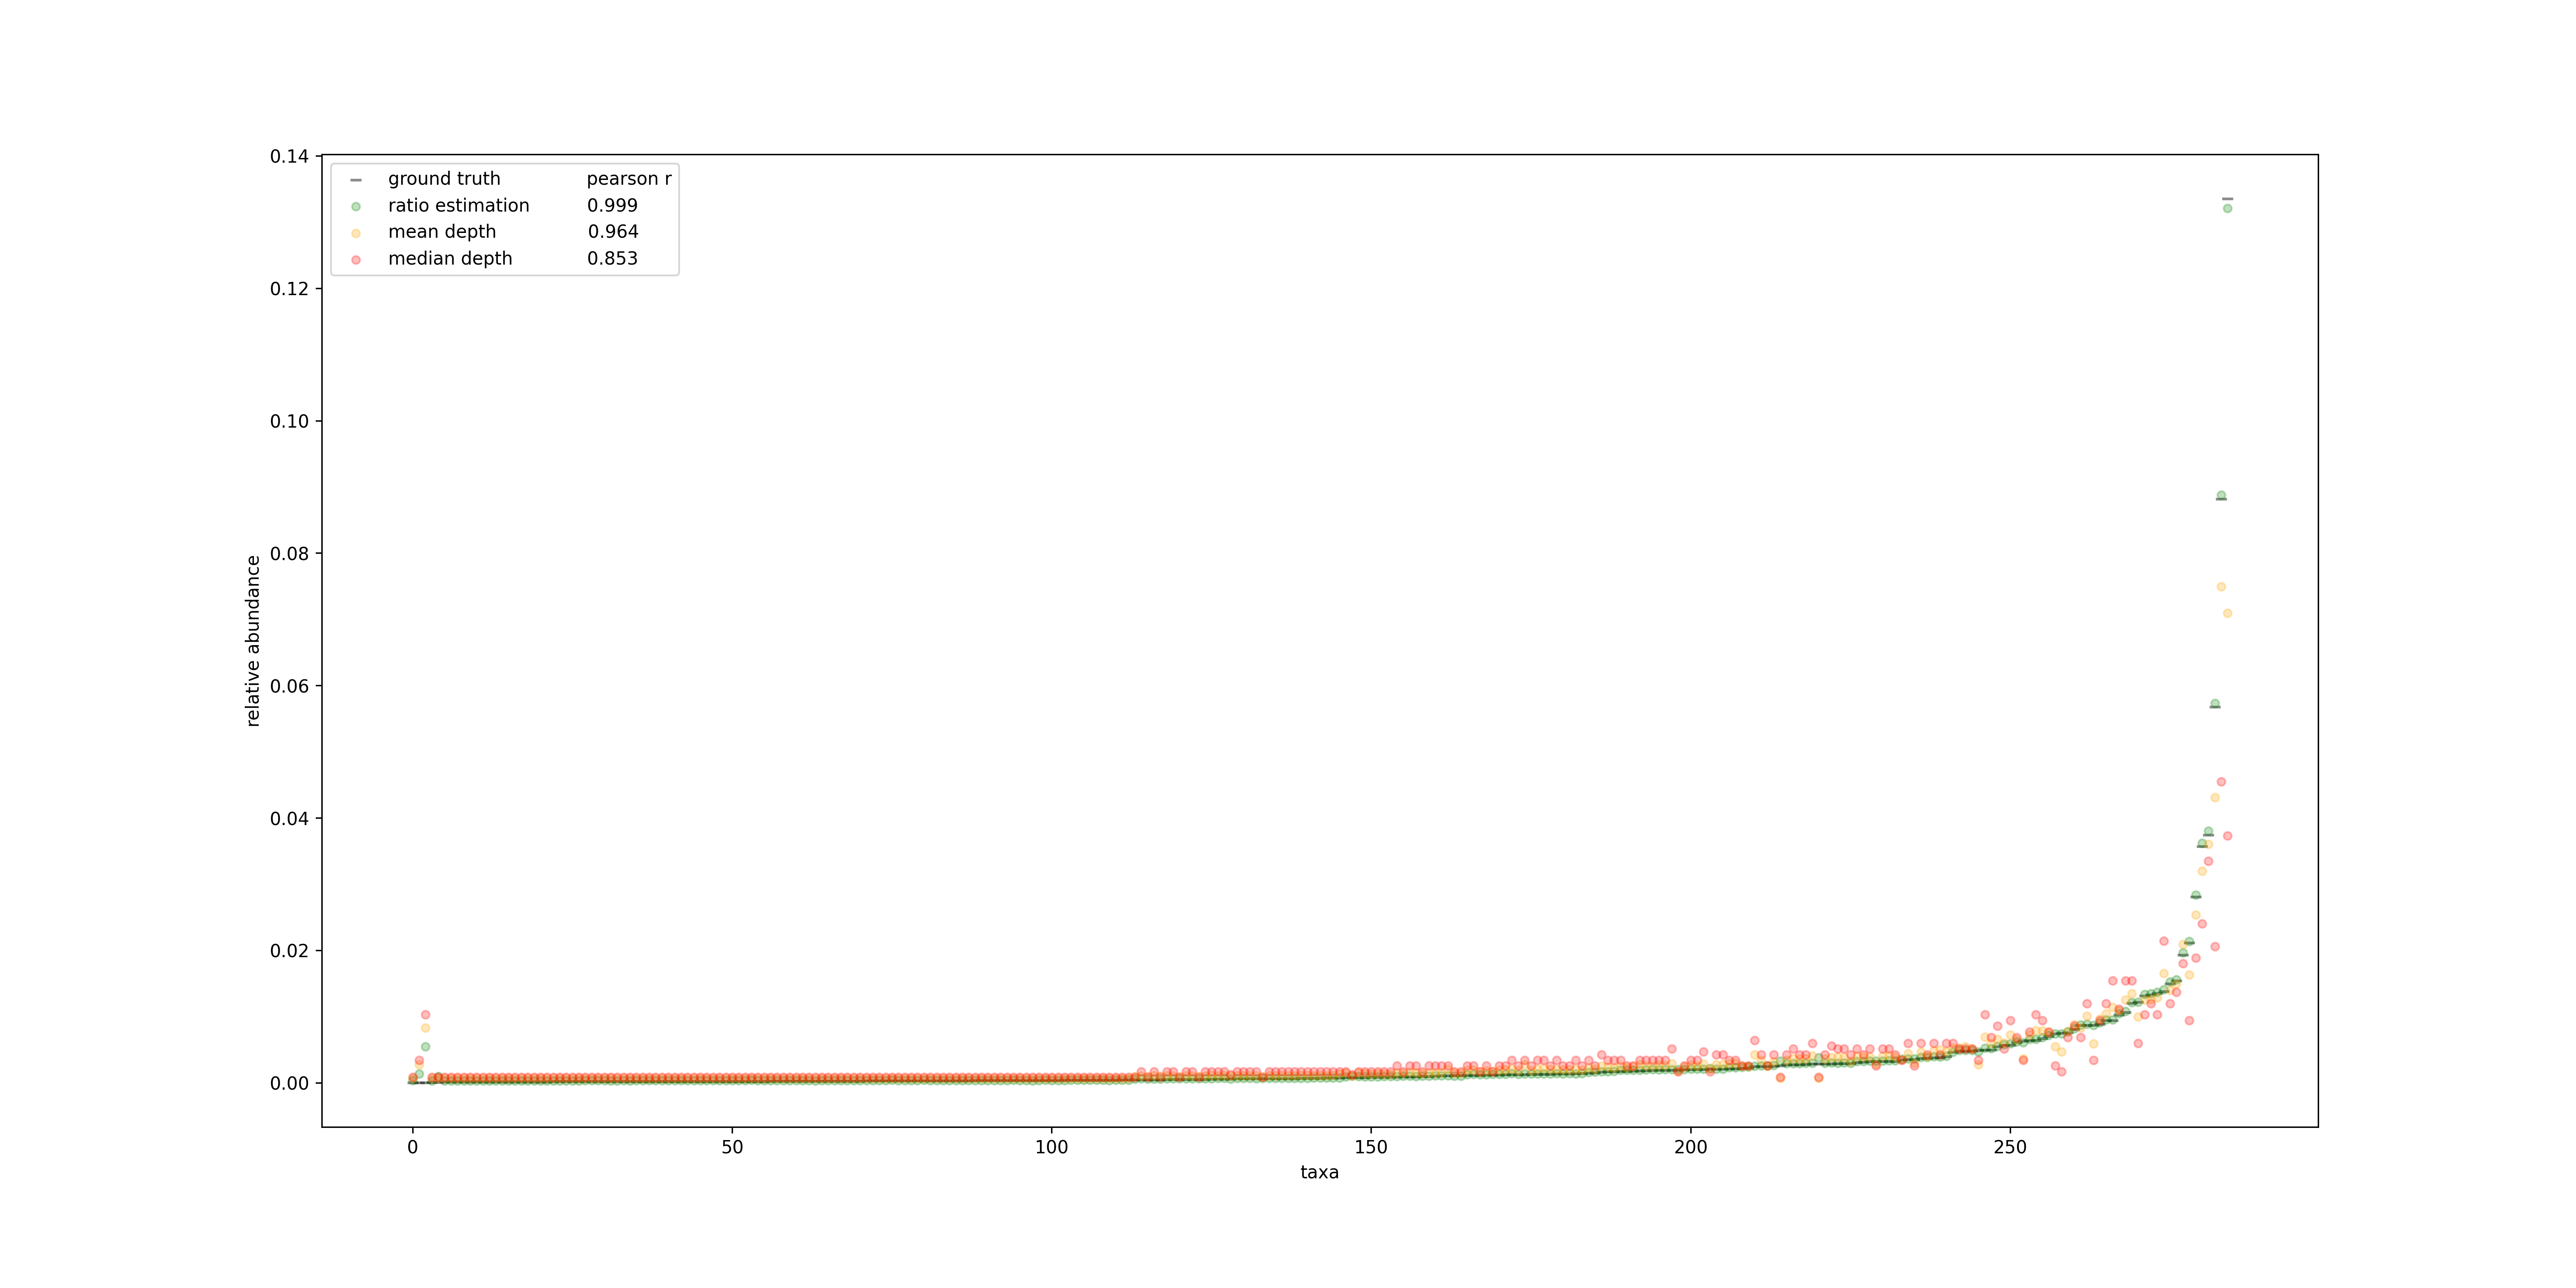 0.14
0.12
0.10
0.08
0.06
0.04
0.02
0.00
relative abundance
ground truth pearson r
ratio estimation 0.999
mean depth 0.964
median depth 0.853
0 50 100 150 200 250
taxa